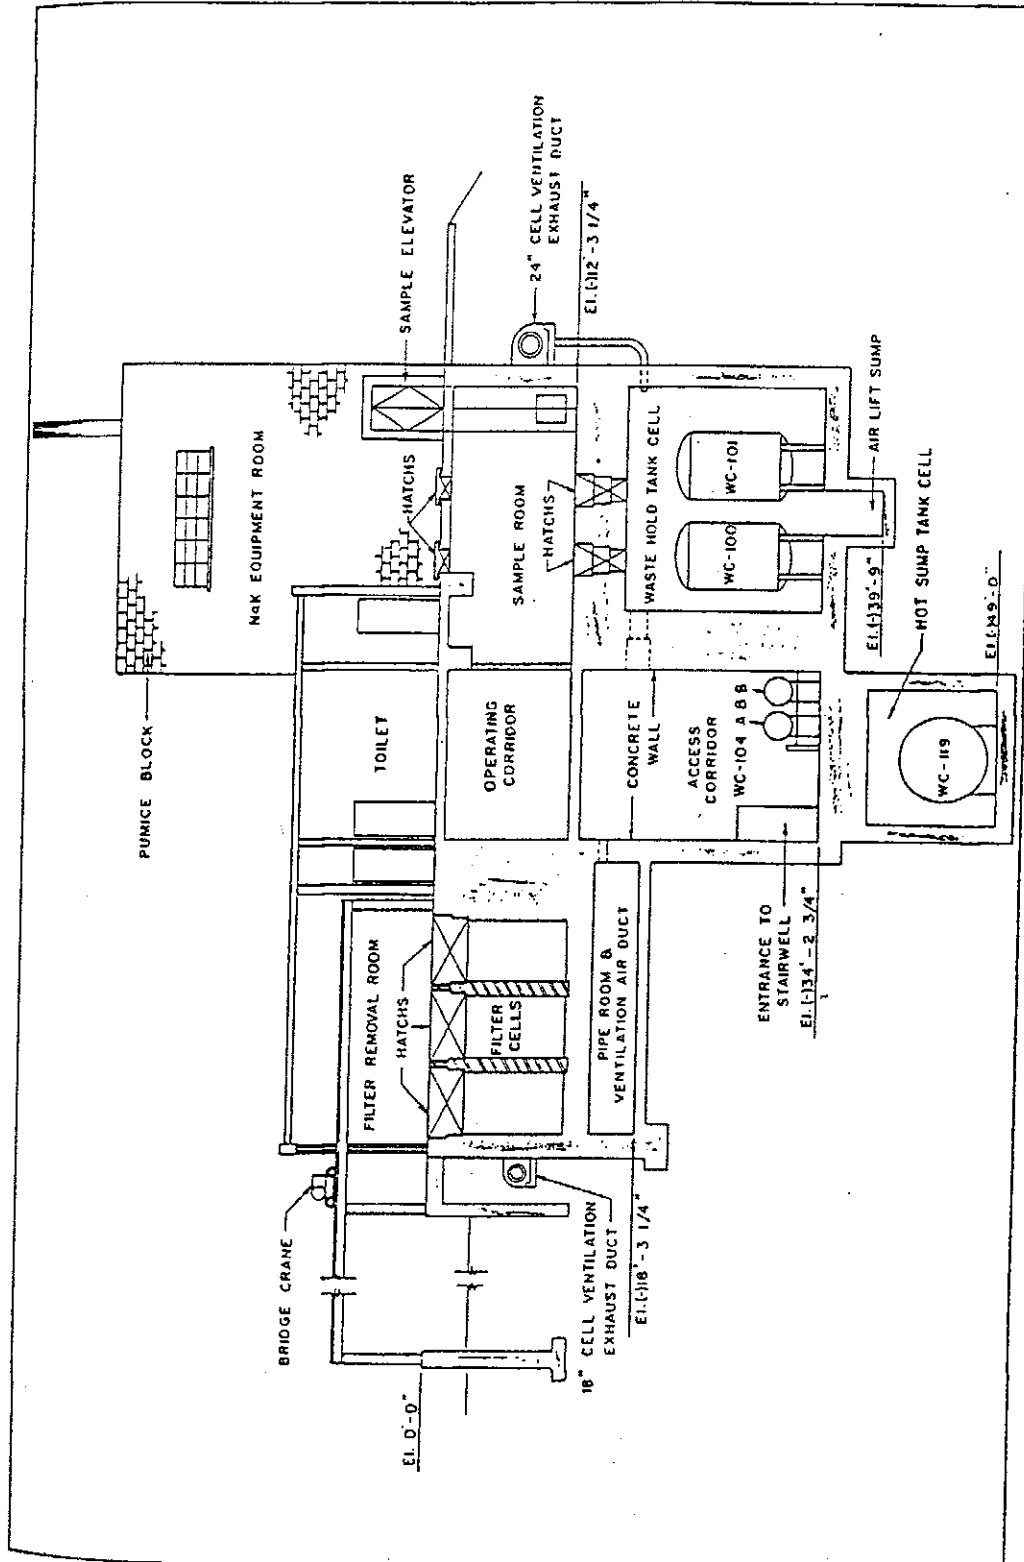 PUMICE BLOCK
NaK EQUIPMENT ROOM
SAMPLE ELEVATOR
HATCHS
24" CELL VENTILATION
EXHAUST DUCT
El.(-)12'-3 1/4"
BRIDGE CRANE
FILTER REMOVAL ROOM
HATCHS
TOILET
El. 0'-0"
FILTER
CELLS
OPERATING
CORRIDOR
SAMPLE ROOM
HATCHS
18" CELL VENTILATION
EXHAUST DUCT
El.(-)18'-3 1/4"
PIPE ROOM &
VENTILATION AIR DUCT
CONCRETE
WALL
ACCESS
CORRIDOR
WC-104 A & B
WASTE HOLD TANK CELL
WC-100
WC-101
ENTRANCE TO
STAIRWELL
El.(-)34'-2 3/4"
AIR LIFT SUMP
El.(-)39'-9"
HOT SUMP TANK CELL
WC-119
El.(-)49'-0"